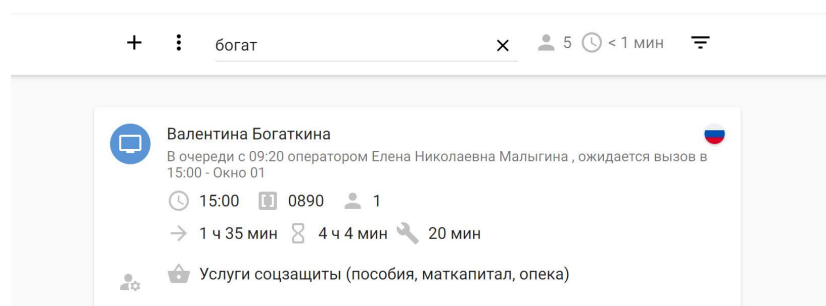 богат
5 < 1 мин
Валентина Богаткина
В очереди с 09:20 оператором Елена Николаевна Малыгина , ожидается вызов в
15:00 - Окно 01
15:00 0890 1
1 ч 35 мин 4 ч 4 мин 20 мин
Услуги соцзащиты (пособия, маткапитал, опека)